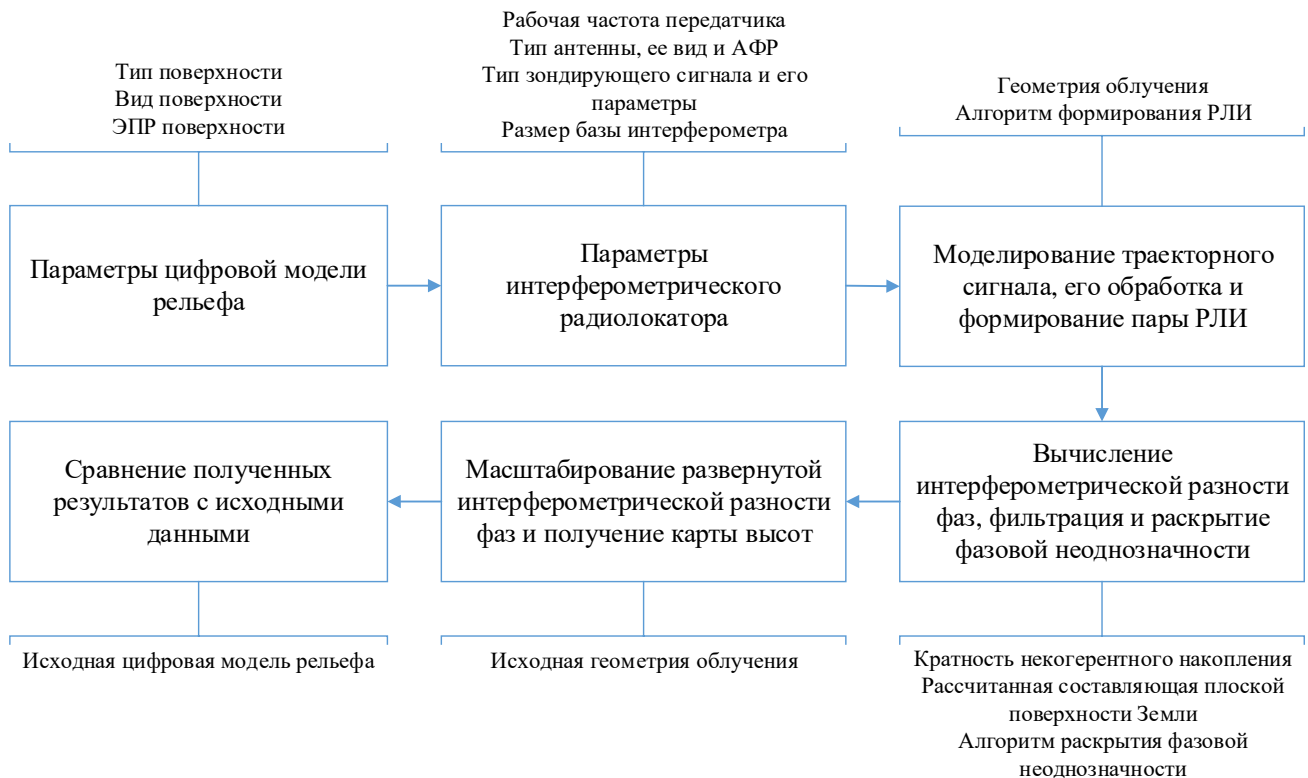 Тип поверхности
Вид поверхности
ЭПР поверхности
Рабочая частота передатчика
Тип антенны, ее вид и АФР
Тип зондирующего сигнала и его
параметры
Размер базы интерферометра
Геометрия облучения
Алгоритм формирования РЛИ
Параметры цифровой модели
рельефа
Параметры
интерферометрического
радиолокатора
Моделирование траекторного
сигнала, его обработка и
формирование пары РЛИ
Сравнение полученных
результатов с исходными
данными
Масштабирование развернутой
интерферометрической разности
фаз и получение карты высот
Вычисление
интерферометрической разности
фаз, фильтрация и раскрытие
фазовой неоднозначности
Исходная цифровая модель рельефа
Исходная геометрия облучения
Кратность некогерентного накопления
Рассчитанная составляющая плоской
поверхности Земли
Алгоритм раскрытия фазовой
неоднозначности